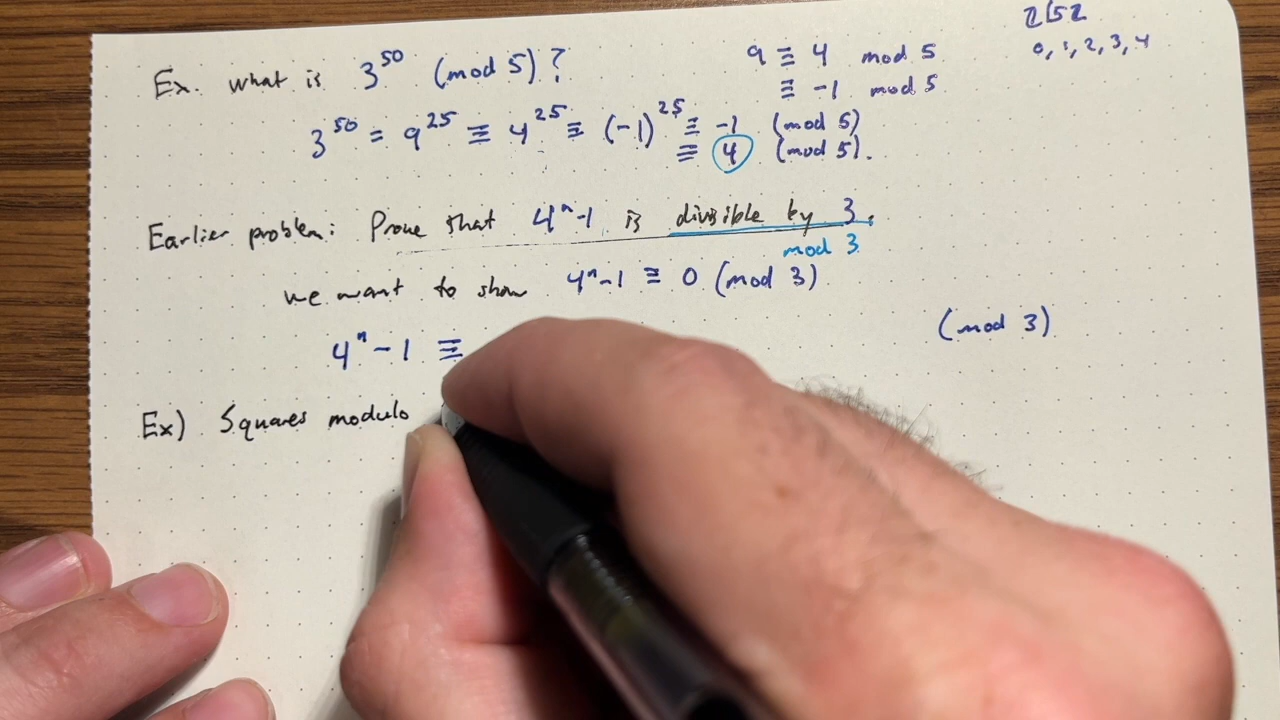 Ex. what is 3^50 (mod 5)?
9 ≡ 4 mod 5
≡ -1 mod 5
0, 1, 2, 3, 4
3^50 = 9^25 ≡ 4^25 ≡ (-1)^25 ≡ -1 (mod 5)
≡ 4 (mod 5).
Earlier problem: Prove that 4^n-1 is divisible by 3.
mod 3
we want to show 4^n-1 ≡ 0 (mod 3)
4^n - 1 ≡ (mod 3)
Ex) Squares modulo